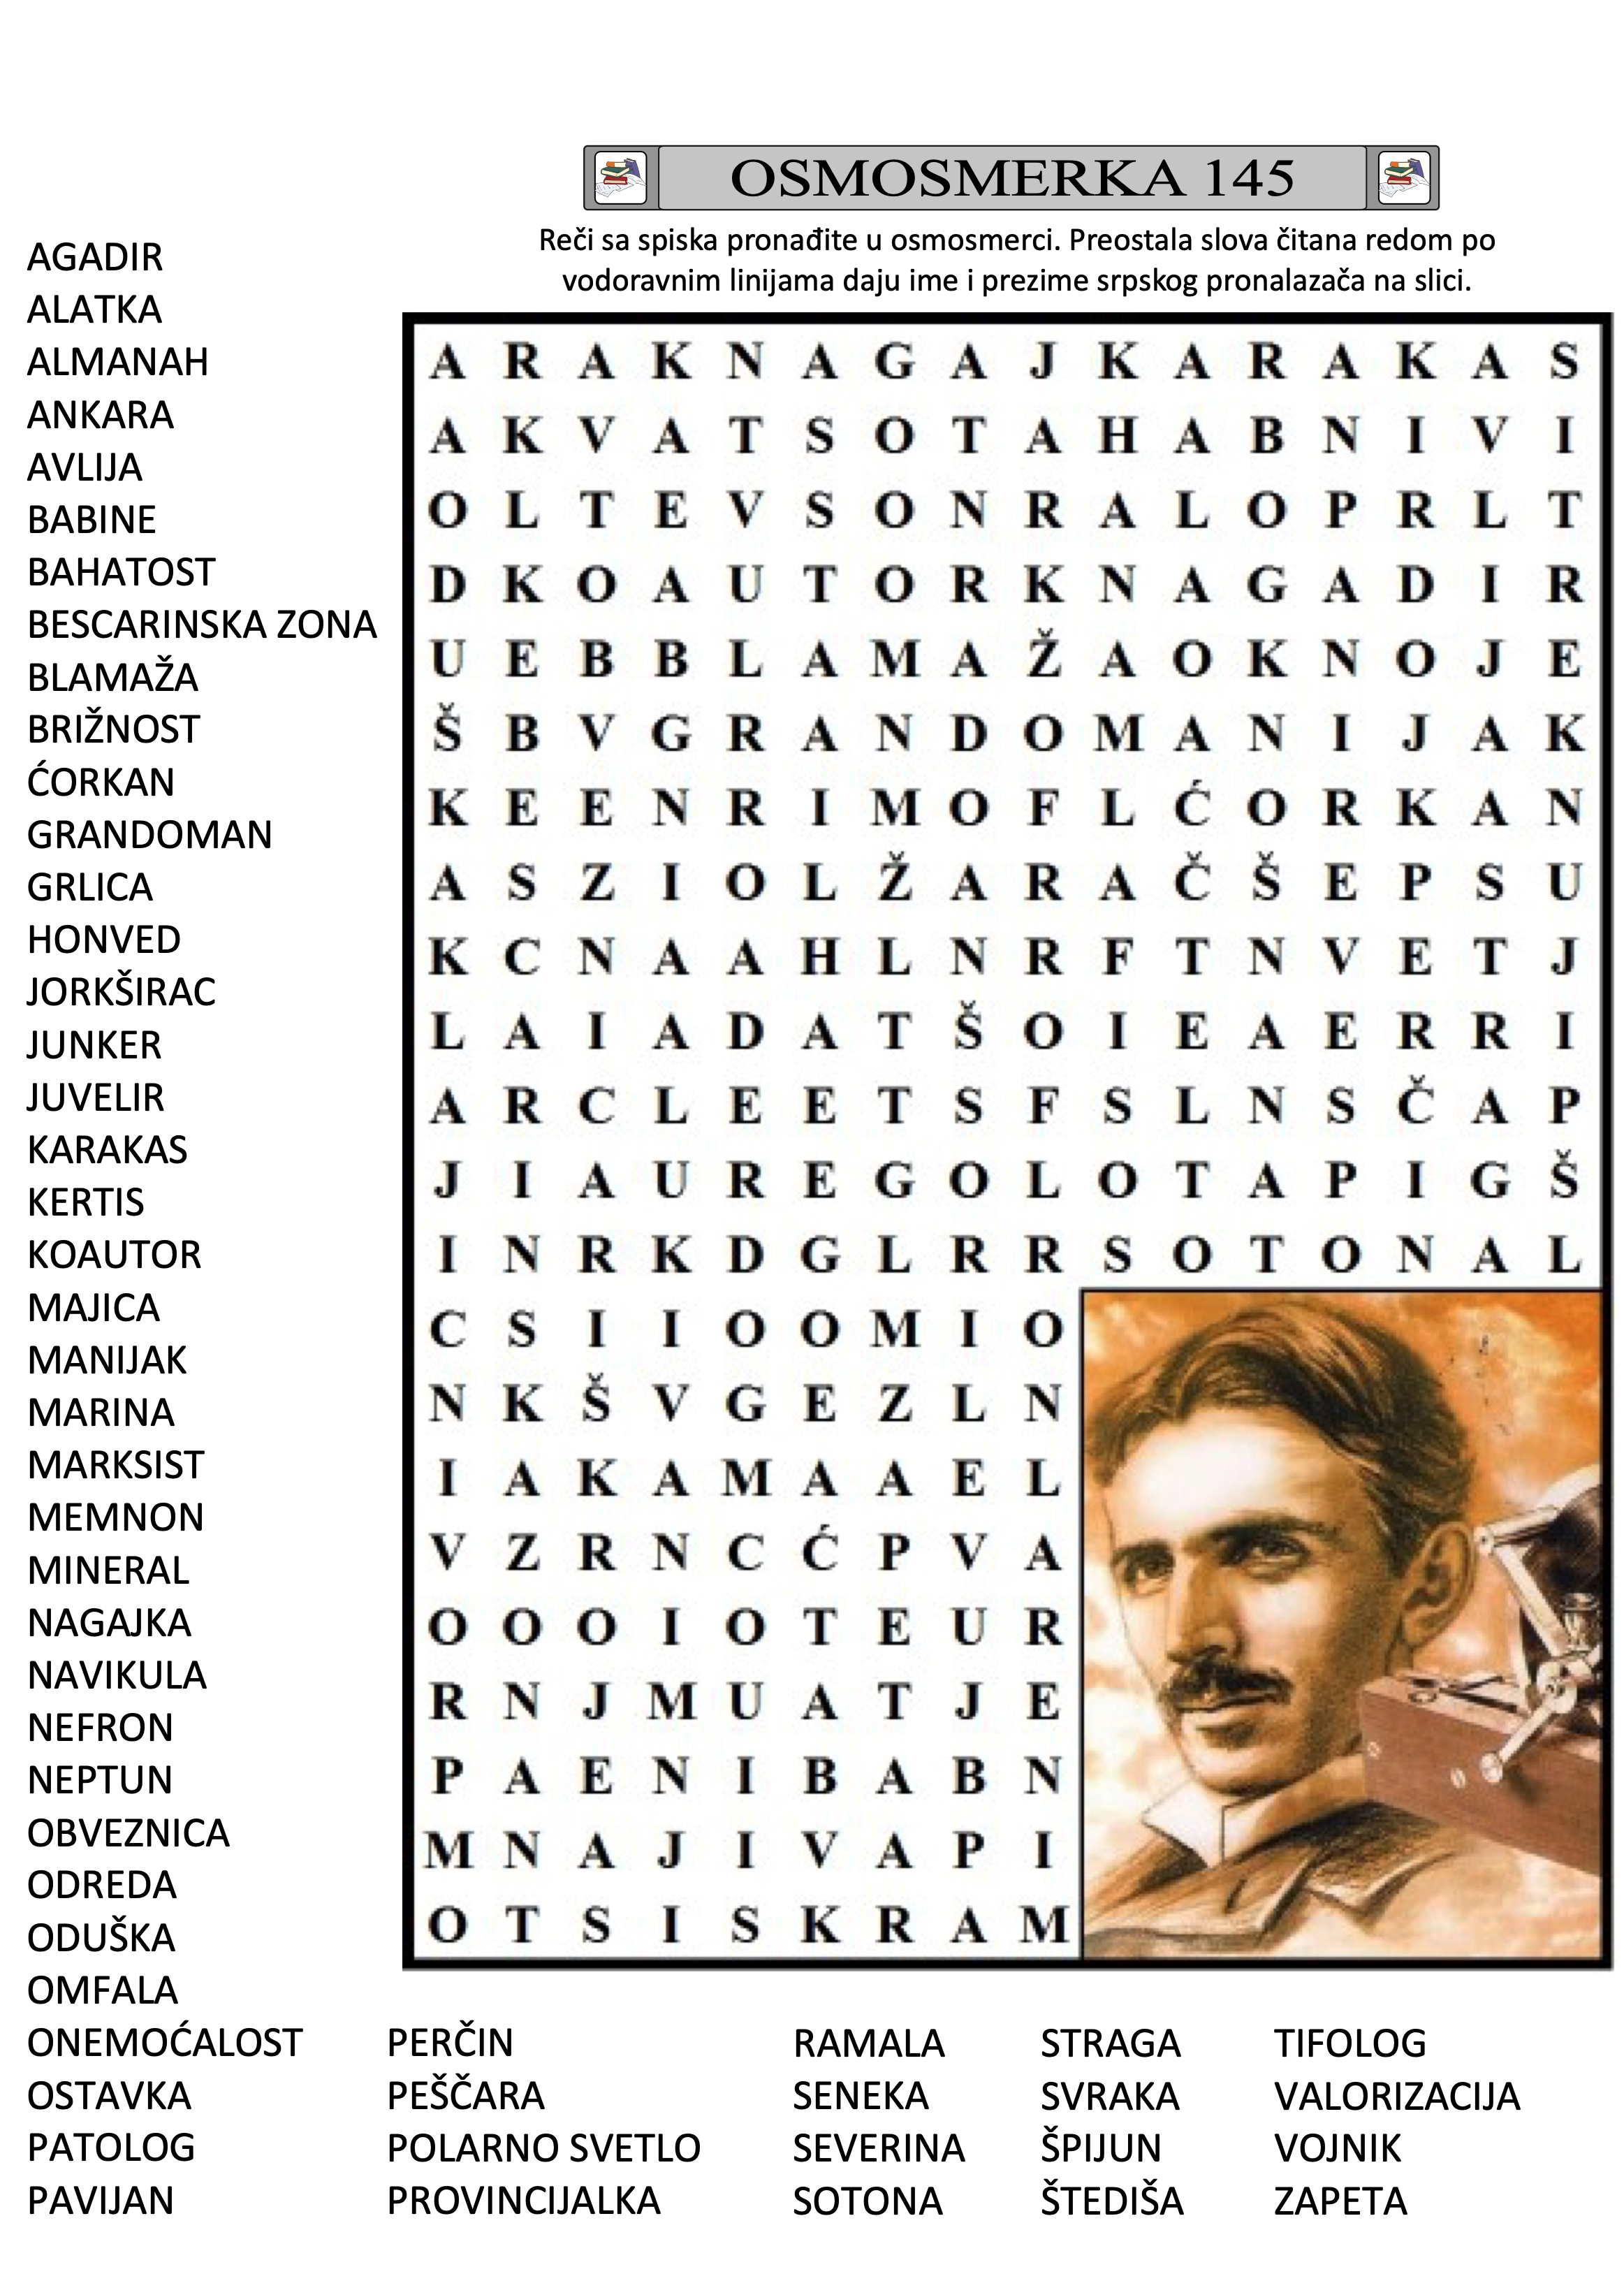 OSMOSMERKA 145
Reči sa spiska pronađite u osmosmerci. Preostala slova čitana redom po
vodoravnim linijama daju ime i prezime srpskog pronalazača na slici.
AGADIR
ALATKA
ALMANAH
ANKARA
AVLIJA
BABINE
BAHATOST
BESCARINSKA ZONA
BLAMAŽA
BRIŽNOST
ĆORKAN
GRANDOMAN
GRLICA
HONVED
JORKŠIRAC
JUNKER
JUVELIR
KARAKAS
KERTIS
KOAUTOR
MAJICA
MANIJAK
MARINA
MARKSIST
MEMNON
MINERAL
NAGAJKA
NAVIKULA
NEFRON
NEPTUN
OBVEZNICA
ODREDA
ODUŠKA
OMFALA
ONEMOĆALOST
OSTAVKA
PATOLOG
PAVIJAN
A R A K N A G A J K A R A K A S
A K V A T S O T A H A B N I V I
O L T E V S O N R A L O P R L T
D K O A U T O R K N A G A D I R
U E B B L A M A Ž A O K N O J E
Š B V G R A N D O M A N I J A K
K E E N R I M O F L Ć O R K A N
A S Z I O L Ž A R A Č Š E P S U
K C N A A H L N R F T N V E T J
L A I A D A T Š O I E A E R R I
A R C L E E T S F S L N S Č A P
J I A U R E G O L O T A P I G Š
I N R K D G L R R S O T O N A L
C S I I O O M I O
N K Š V G E Z L N
I A K A M A A E L
V Z R N C Ć P V A
O O O I O T E U R
R N J M U A T J E
P A E N I B A B N
M N A J I V A P I
O T S I S K R A M
PERČIN
PEŠČARA
POLARNO SVETLO
PROVINCIJALKA
RAMALA
SENEKA
SEVERINA
SOTONA
STRAGA
SVRAKA
ŠPIJUN
ŠTEDIŠA
TIFOLOG
VALORIZACIJA
VOJNIK
ZAPETA